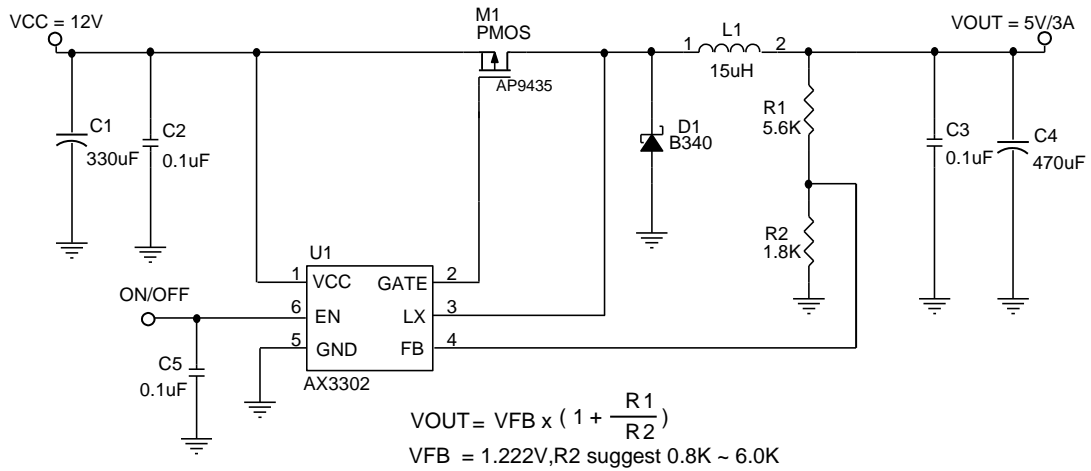 VCC = 12V
M1
PMOS
AP9435
1
L1
2
15uH
VOUT = 5V/3A
C1
330uF
C2
0.1uF
D1
B340
R1
5.6K
C3
0.1uF
C4
470uF
R2
1.8K
U1
1
VCC
GATE
2
ON/OFF
6
EN
LX
3
5
GND
FB
4
C5
0.1uF
AX3302
VOUT = VFB x ( 1 + R1/R2 )
VFB = 1.222V,R2 suggest 0.8K ~ 6.0K